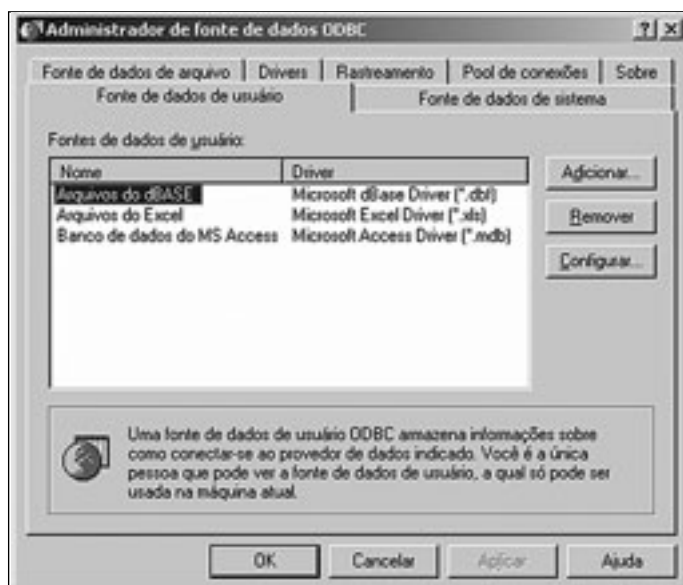 Administrador de fonte de dados ODBC
Fonte de dados de arquivo Drivers Rastreamento Pool de conexões Sobre
Fonte de dados de usuário Fonte de dados de sistema
Fontes de dados de usuário:
Nome Driver
Arquivos do dBASE Microsoft dBase Driver (*.dbf)
Arquivos do Excel Microsoft Excel Driver (*.xls)
Banco de dados do MS Access Microsoft Access Driver (*.mdb)
Adicionar...
Remover
Configurar...
Uma fonte de dados de usuário ODBC armazena informações sobre
como conectar-se ao provedor de dados indicado. Você é a única
pessoa que pode ver a fonte de dados de usuário, a qual só pode ser
usada na máquina atual.
OK Cancelar Aplicar Ajuda